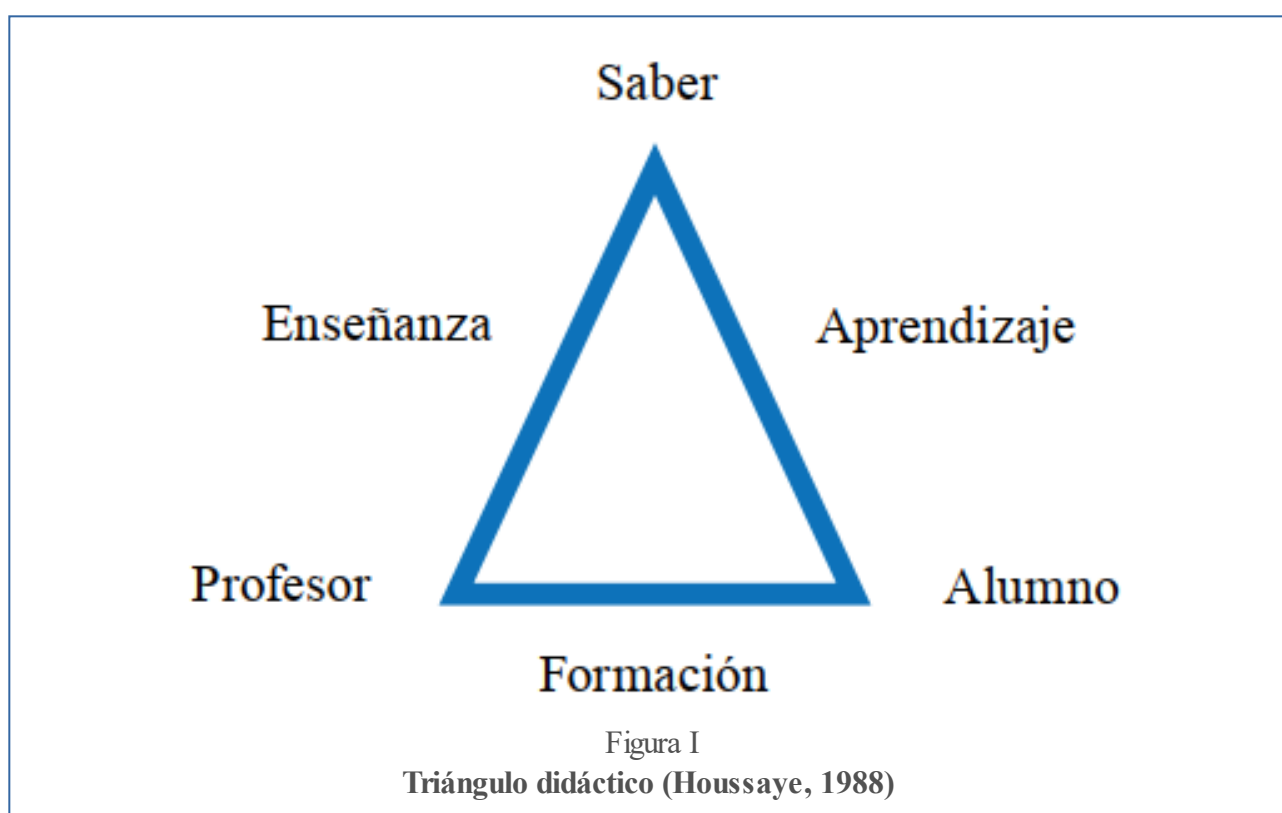 Saber
Enseñanza
Aprendizaje
Profesor
Alumno
Formación
Figura I
Triángulo didáctico (Houssaye, 1988)